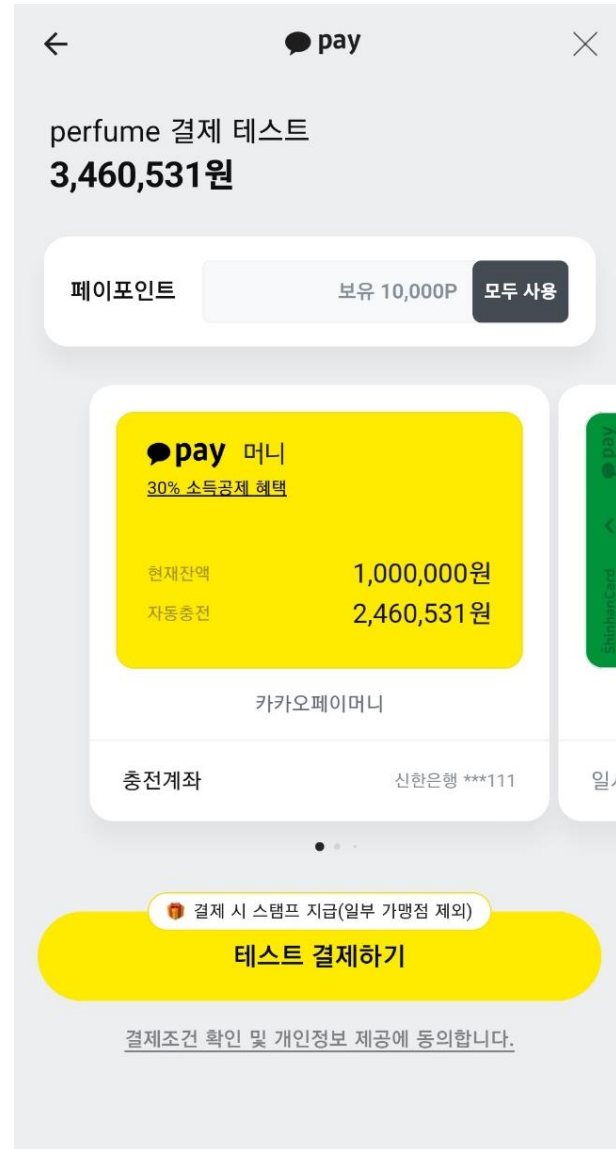 pay
perfume 결제 테스트
3,460,531원
페이포인트 보유 10,000P 모두 사용
pay 머니
30% 소득공제 혜택
현재잔액 1,000,000원
자동충전 2,460,531원
카카오페이머니
충전계좌 신한은행 ***111
pay
ShinhanCard
🎁 결제 시 스탬프 지급(일부 가맹점 제외)
테스트 결제하기
결제조건 확인 및 개인정보 제공에 동의합니다.